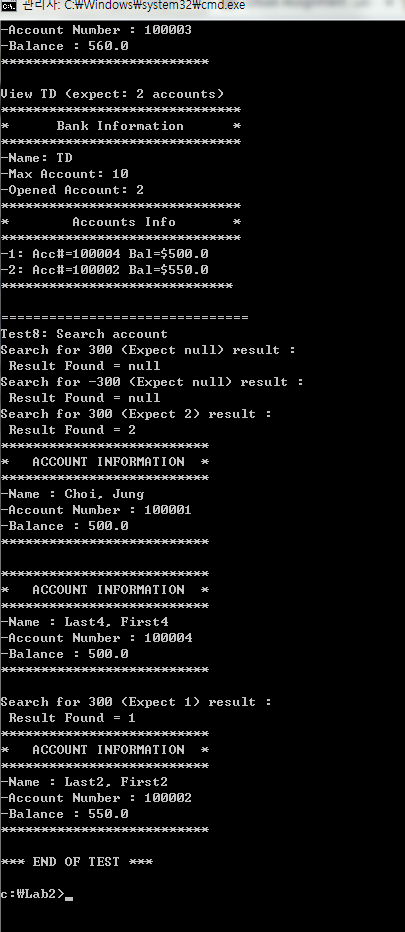 관리자: C:₩Windows₩system32₩cmd.exe
-Account Number : 100003
-Balance : 560.0
**************************
View TD (expect: 2 accounts)
******************************
*      Bank Information      *
******************************
-Name: TD
-Max Account: 10
-Opened Account: 2
******************************
*        Accounts Info       *
******************************
-1: Acc#=100004 Bal=$500.0
-2: Acc#=100002 Bal=$550.0
*****************************
===============================
Test8: Search account
Search for 300 (Expect null) result :
 Result Found = null
Search for -300 (Expect null) result :
 Result Found = null
Search for 300 (Expect 2) result :
 Result Found = 2
**************************
*   ACCOUNT INFORMATION  *
**************************
-Name : Choi, Jung
-Account Number : 100001
-Balance : 500.0
**************************
**************************
*   ACCOUNT INFORMATION  *
**************************
-Name : Last4, First4
-Account Number : 100004
-Balance : 500.0
**************************
Search for 300 (Expect 1) result :
 Result Found = 1
**************************
*   ACCOUNT INFORMATION  *
**************************
-Name : Last2, First2
-Account Number : 100002
-Balance : 550.0
**************************
*** END OF TEST ***
c:₩Lab2>_